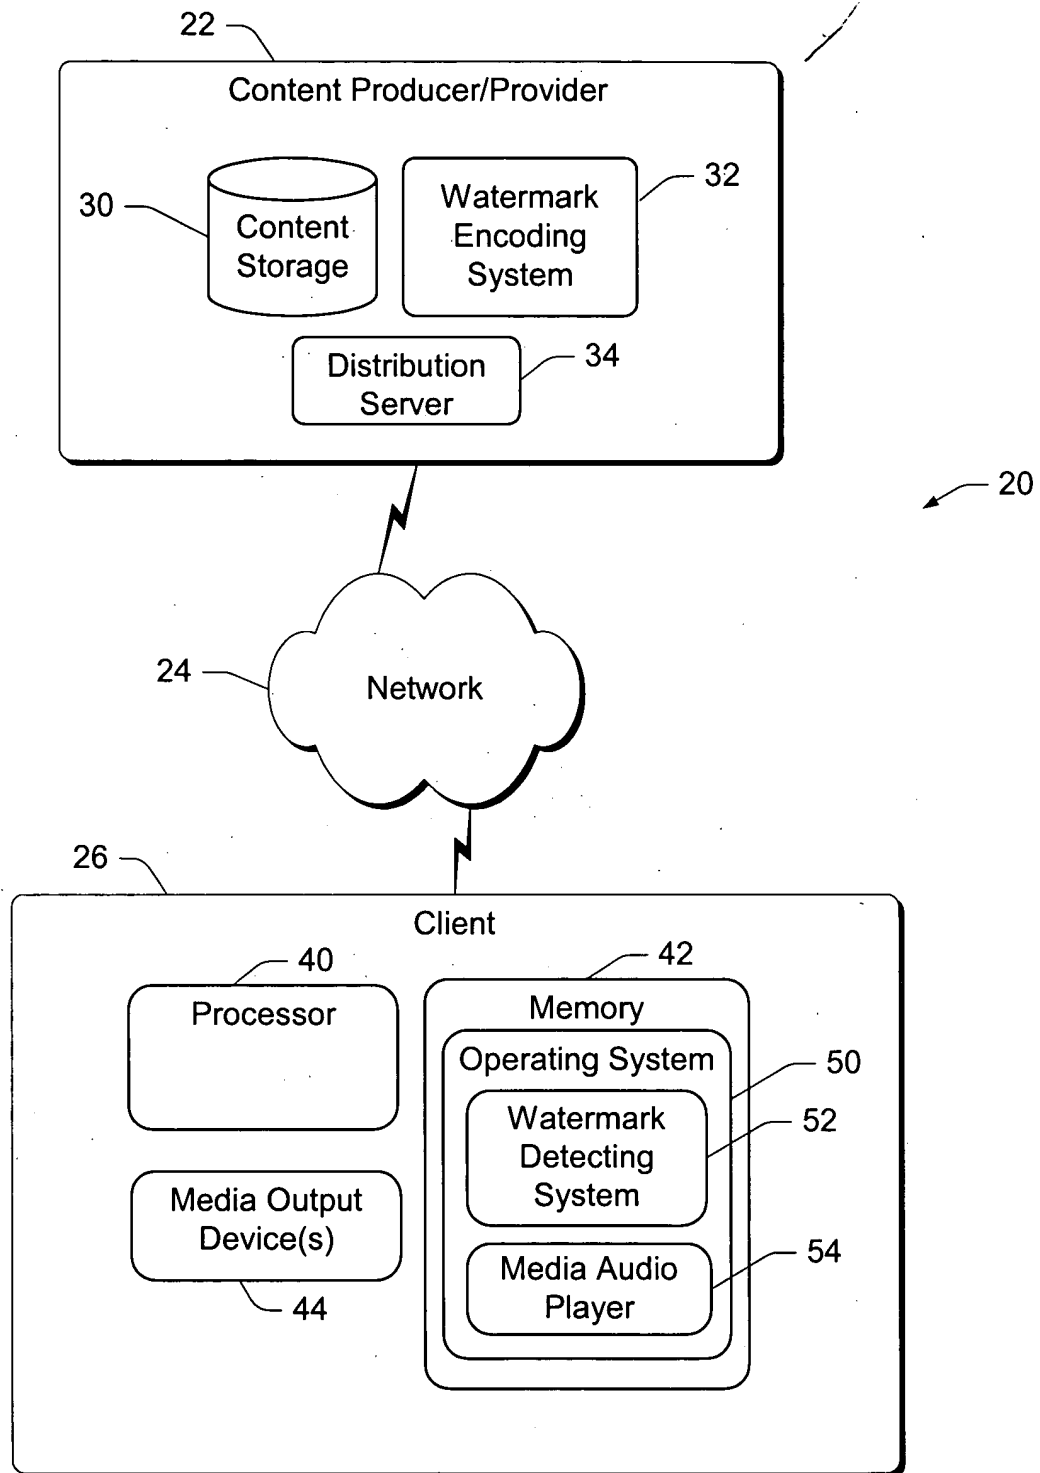 22
Content Producer/Provider
30
Content
Storage
Watermark
Encoding
System
32
Distribution
Server
34
20
24
Network
26
Client
40
Processor
42
Memory
Operating System
50
Watermark
Detecting
System
52
Media Output
Device(s)
44
Media Audio
Player
54